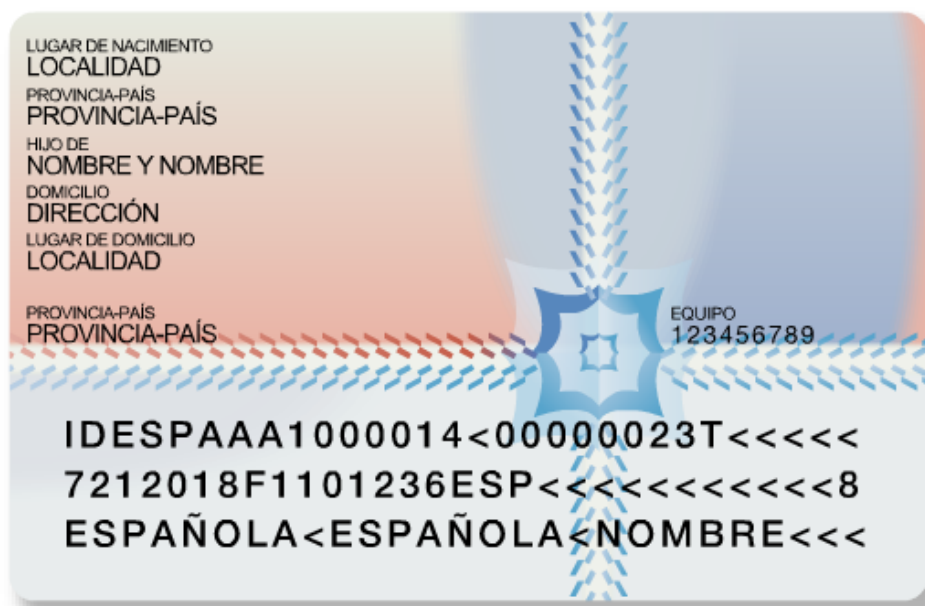 LUGAR DE NACIMIENTO
LOCALIDAD
PROVINCIA-PAÍS
PROVINCIA-PAÍS
HIJO DE
NOMBRE Y NOMBRE
DOMICILIO
DIRECCIÓN
LUGAR DE DOMICILIO
LOCALIDAD
PROVINCIA-PAÍS
PROVINCIA-PAÍS
EQUIPO
123456789
IDESPAAA1000014<00000023T<<<<<
7212018F1101236ESP<<<<<<<<<<<8
ESPAÑOLA<ESPAÑOLA<NOMBRE<<<